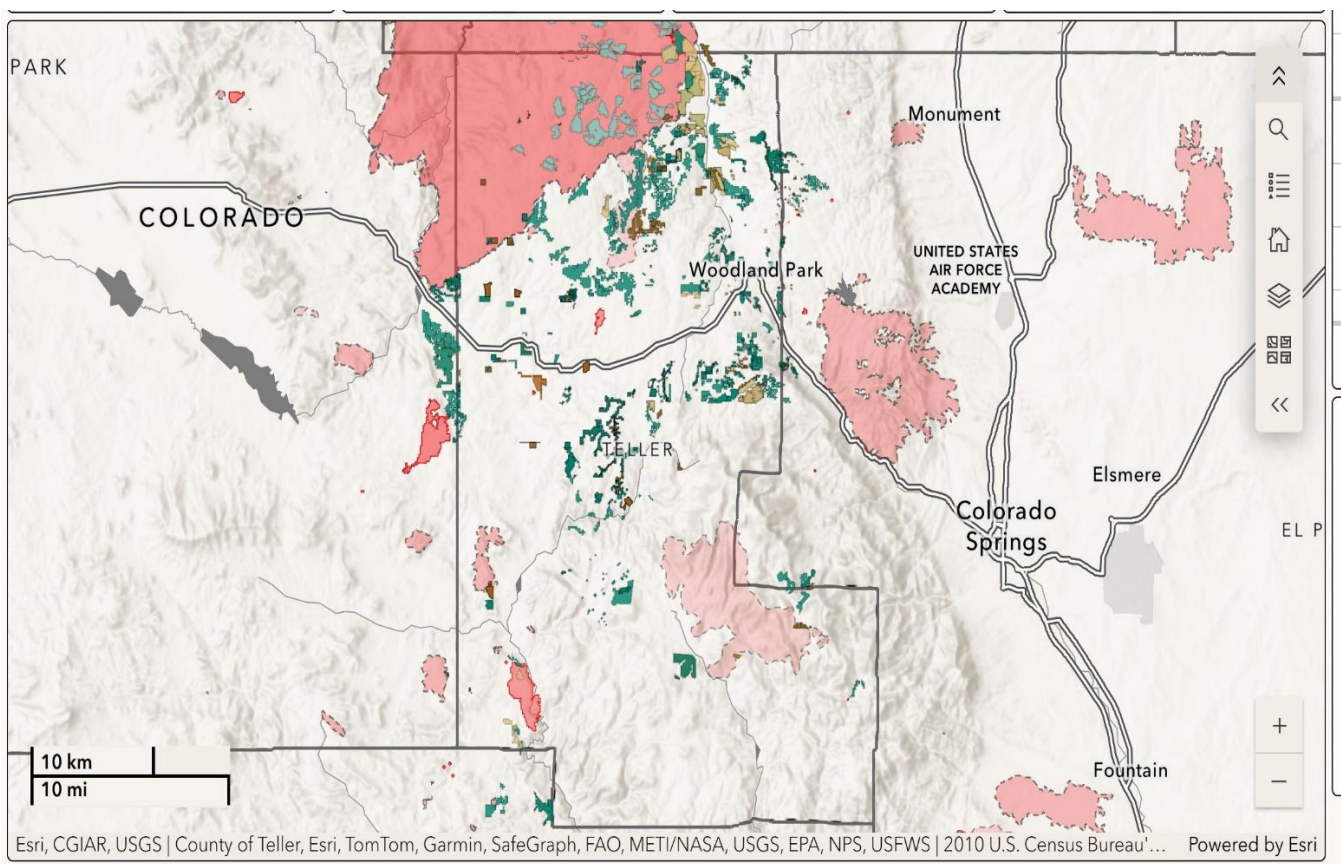 PARK
Monument
COLORADO
UNITED STATES
AIR FORCE
ACADEMY
Woodland Park
TELLER
Elsmere
Colorado
Springs
EL P
10 km
10 mi
Fountain
+
−
Esri, CGIAR, USGS | County of Teller, Esri, TomTom, Garmin, SafeGraph, FAO, METI/NASA, USGS, EPA, NPS, USFWS | 2010 U.S. Census Bureau'... Powered by Esri